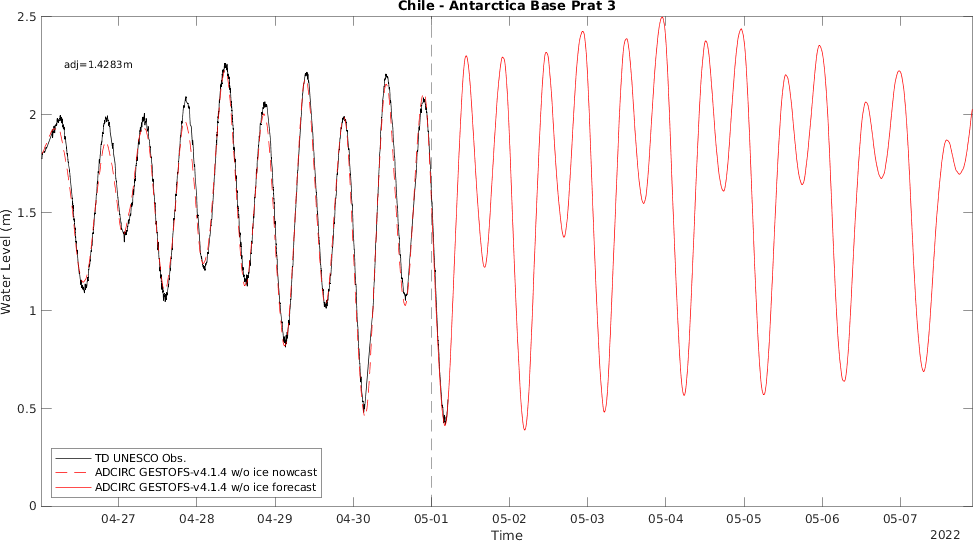 Chile - Antarctica Base Prat 3
adj=1.4283m
2.5
2
1.5
1
0.5
0
Water Level (m)
TD UNESCO Obs.
ADCIRC GESTOFS-v4.1.4 w/o ice nowcast
ADCIRC GESTOFS-v4.1.4 w/o ice forecast
04-27 04-28 04-29 04-30 05-01 05-02 05-03 05-04 05-05 05-06 05-07
Time
2022